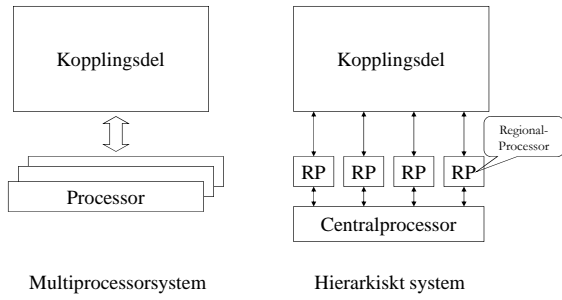 Kopplingsdel
Processor
Multiprocessorsystem
Kopplingsdel
Regional-
Processor
RP RP RP RP
Centralprocessor
Hierarkiskt system